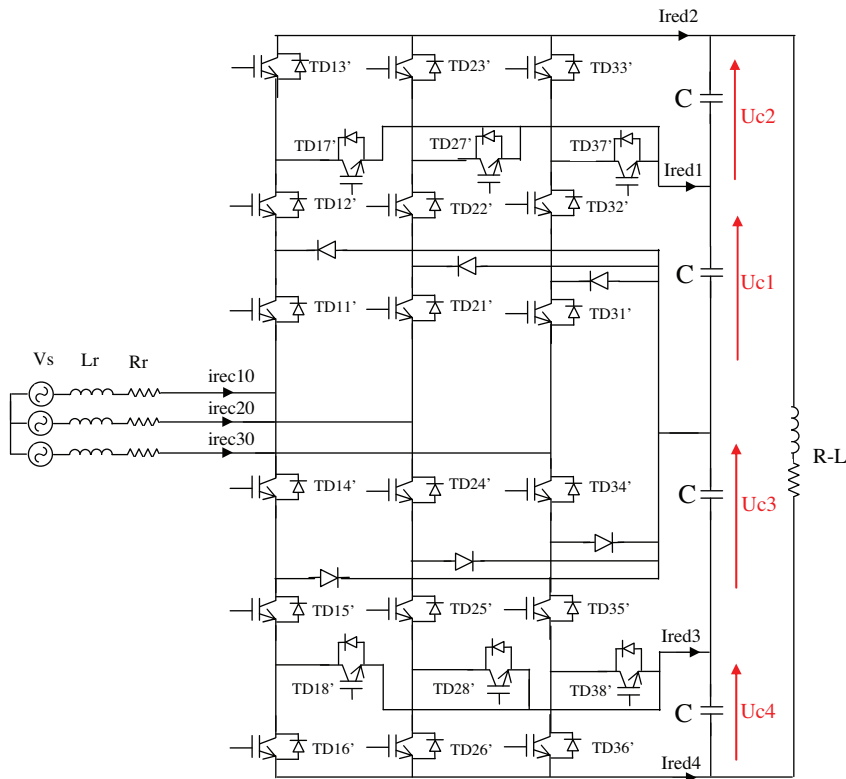 Ired2
TD13'
TD23'
TD33'
C
Uc2
TD17'
TD27'
TD37'
Ired1
TD12'
TD22'
TD32'
C
Uc1
TD11'
TD21'
TD31'
Vs Lr Rr
irec10
irec20
irec30
R-L
TD14'
TD24'
TD34'
C
Uc3
TD15'
TD25'
TD35'
Ired3
TD18'
TD28'
TD38'
C
Uc4
TD16'
TD26'
TD36'
Ired4